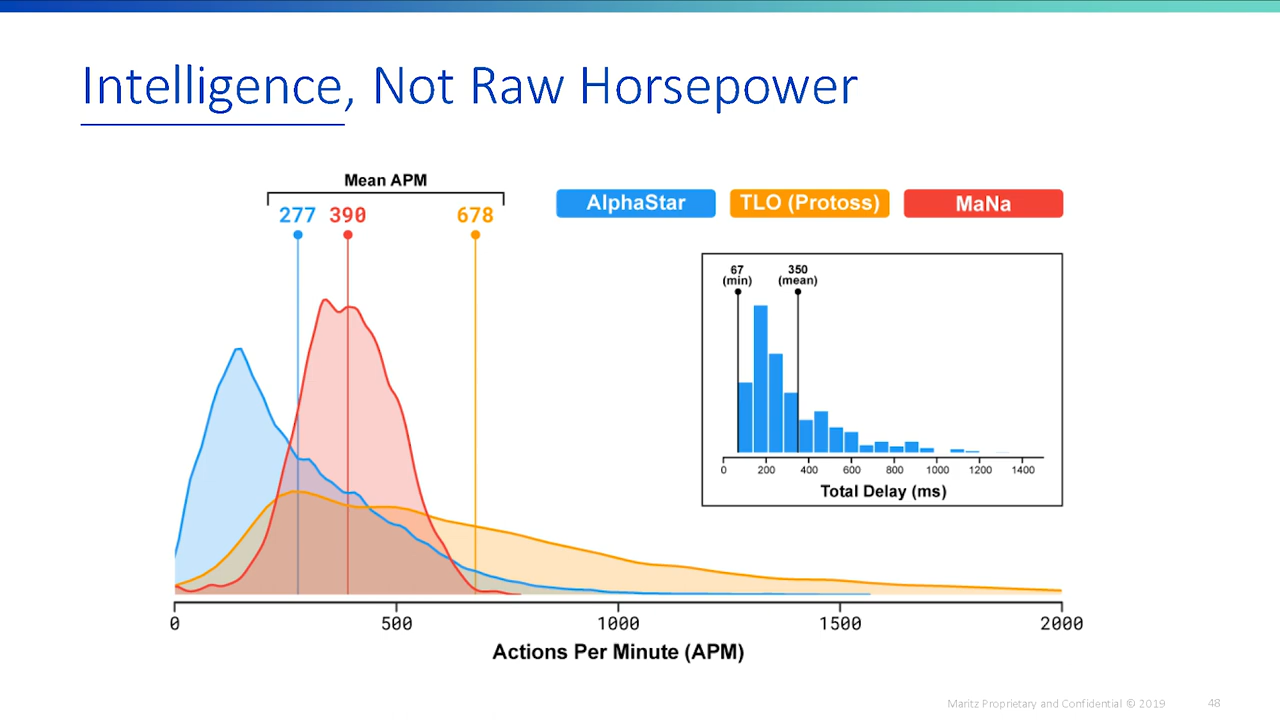 Intelligence, Not Raw Horsepower
Mean APM
277 390 678
AlphaStar TLO (Protoss) MaNa
67 350
(min) (mean)
0 200 400 600 800 1000 1200 1400
Total Delay (ms)
0 500 1000 1500 2000
Actions Per Minute (APM)
Maritz Proprietary and Confidential © 2019 48